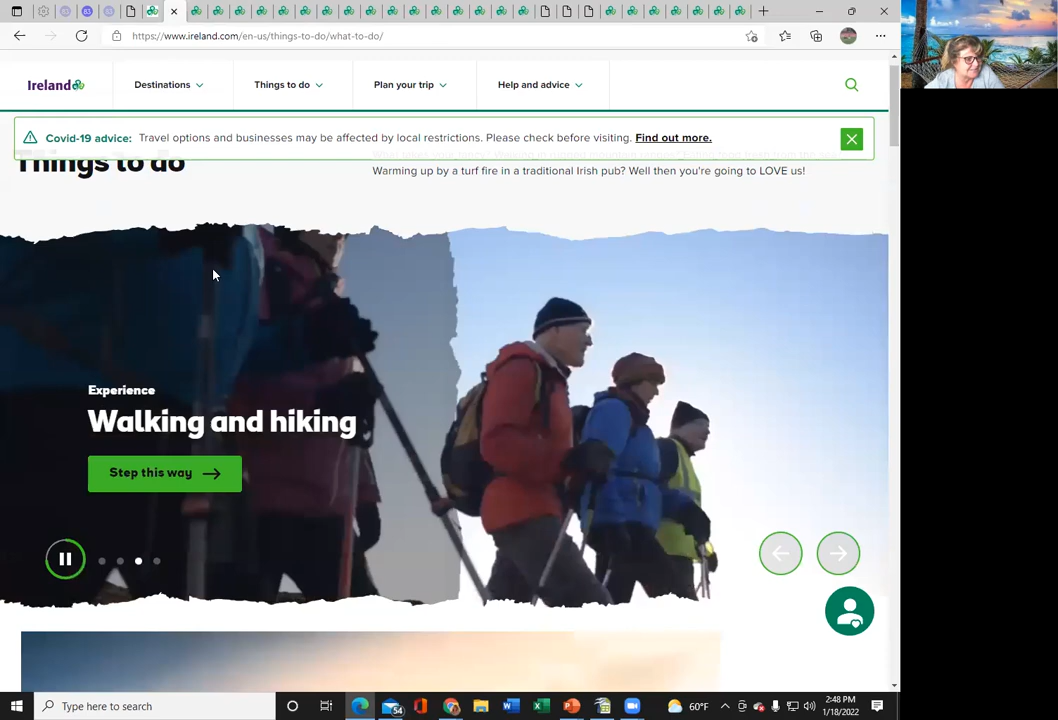 83
https://www.ireland.com/en-us/things-to-do/what-to-do/
Ireland
Destinations
Things to do
Plan your trip
Help and advice
Covid-19 advice: Travel options and businesses may be affected by local restrictions. Please check before visiting. Find out more.
Things to do
Warming up by a turf fire in a traditional Irish pub? Well then you're going to LOVE us!
Experience
Walking and hiking
Step this way
Type here to search
54
60°F
2:48 PM
1/18/2022